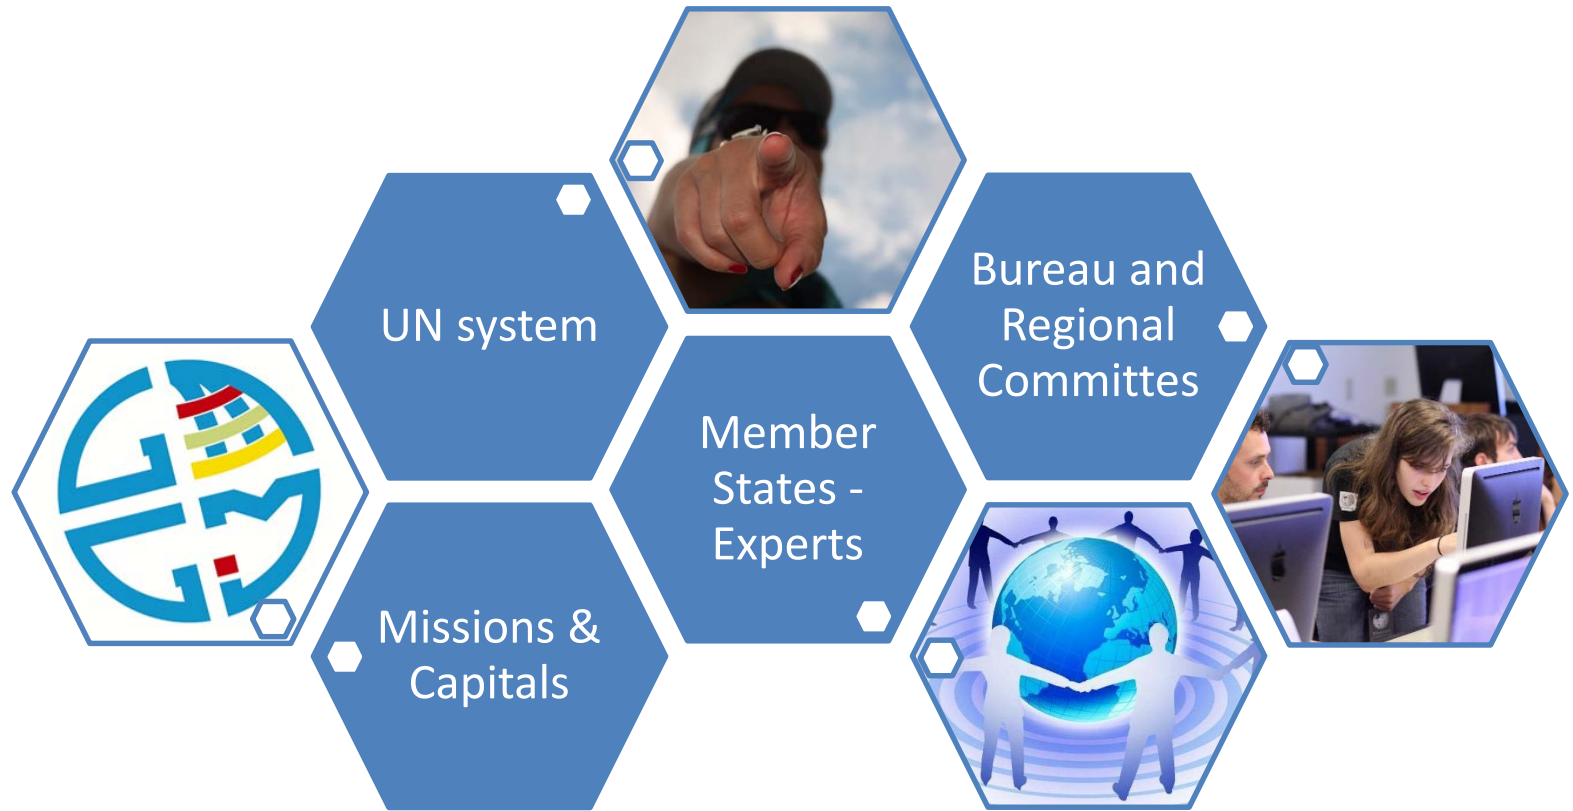 UN system
Bureau and
Regional
Committes
Member
States -
Experts
Missions &
Capitals